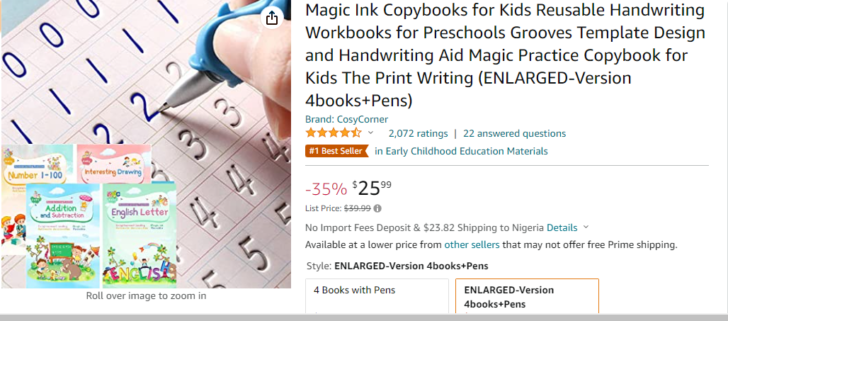 Magic Ink Copybooks for Kids Reusable Handwriting
Workbooks for Preschools Grooves Template Design
and Handwriting Aid Magic Practice Copybook for
Kids The Print Writing (ENLARGED-Version
4books+Pens)
Brand: CosyCorner
2,072 ratings | 22 answered questions
#1 Best Seller in Early Childhood Education Materials
-35% $25 99
List Price: $39.99
No Import Fees Deposit & $23.82 Shipping to Nigeria Details
Available at a lower price from other sellers that may not offer free Prime shipping.
Style: ENLARGED-Version 4books+Pens
4 Books with Pens
ENLARGED-Version
4books+Pens
Number 1-100
Interesting Drawing
Addition
and Subtraction
English Letter
ENGLISH
Roll over image to zoom in